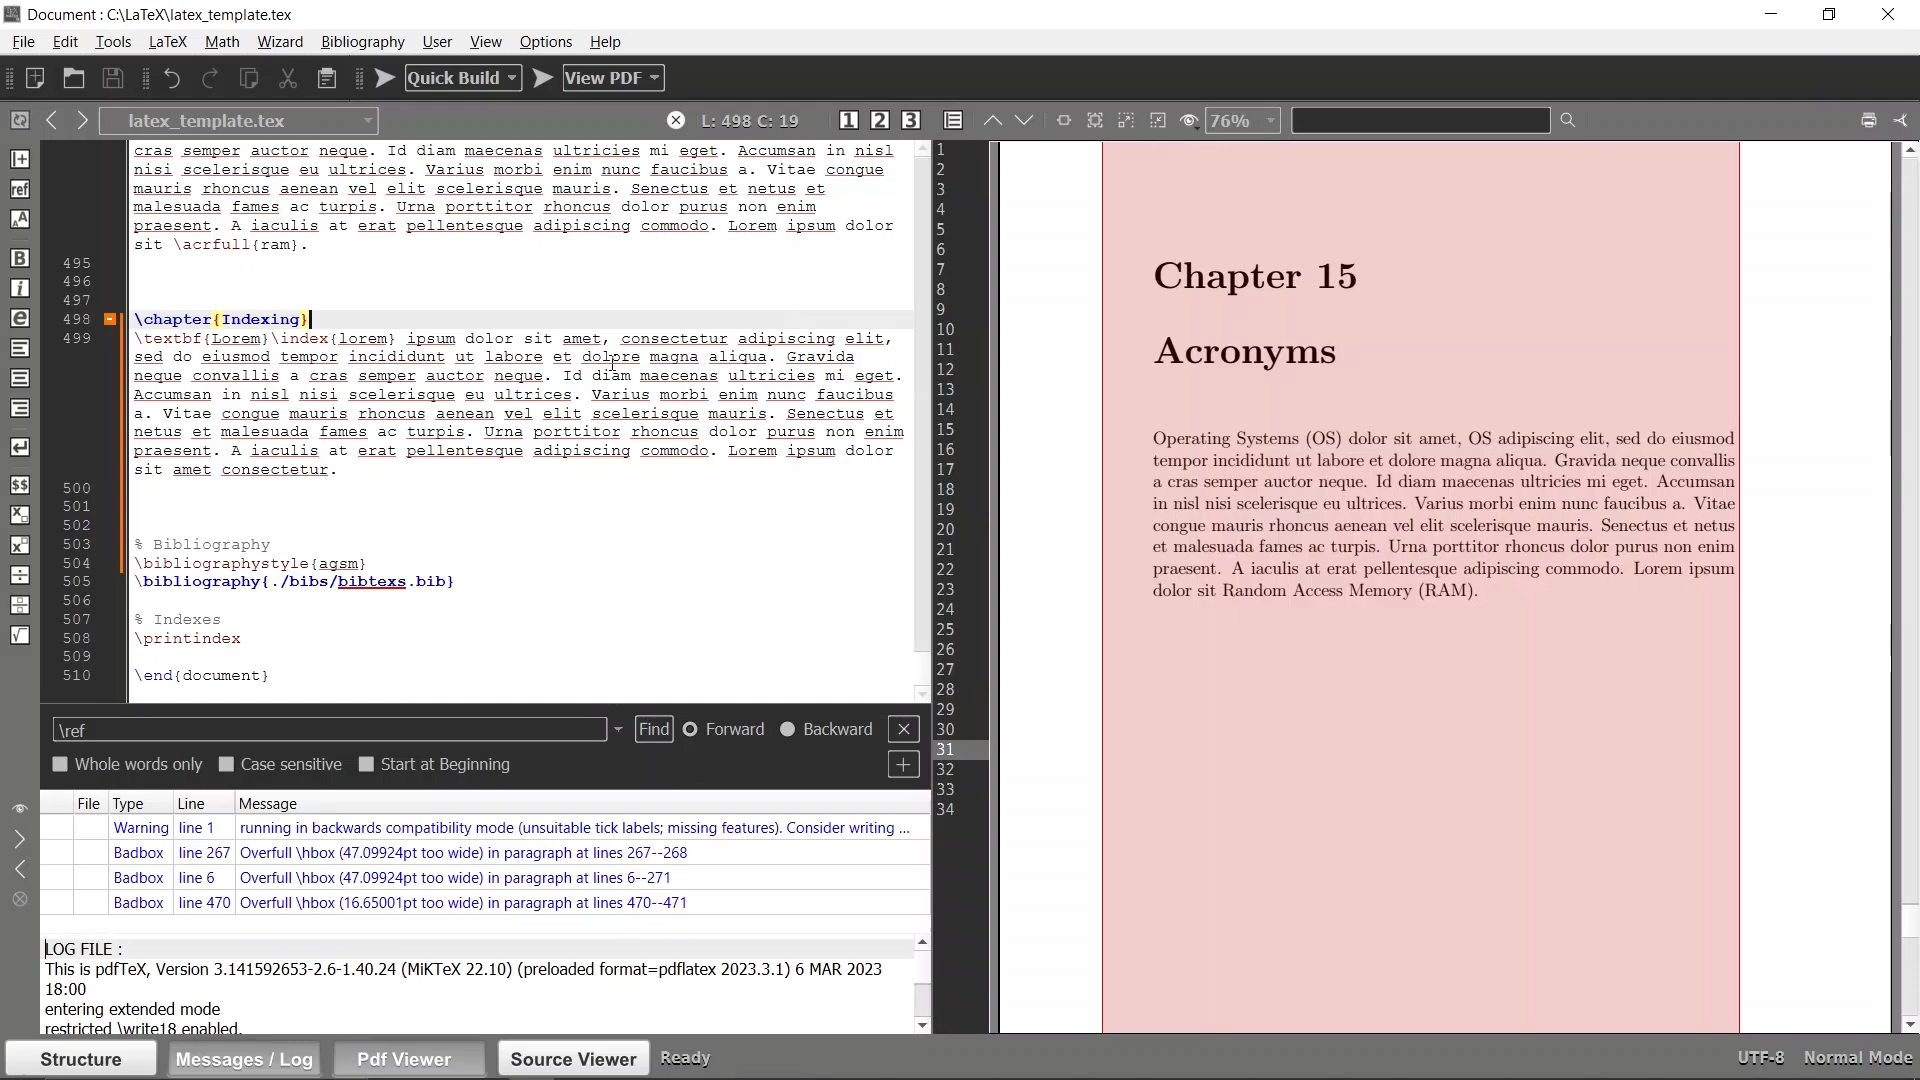 Document : C:\LaTeX\latex_template.tex
File Edit Tools LaTeX Math Wizard Bibliography User View Options Help
Quick Build View PDF
latex_template.tex L: 498 C: 19 1 2 3 76%
cras semper auctor neque. Id diam maecenas ultricies mi eget. Accumsan in nisl
nisi scelerisque eu ultrices. Varius morbi enim nunc faucibus a. Vitae congue
mauris rhoncus aenean vel elit scelerisque mauris. Senectus et netus et
malesuada fames ac turpis. Urna porttitor rhoncus dolor purus non enim
praesent. A iaculis at erat pellentesque adipiscing commodo. Lorem ipsum dolor
sit \acrfull{ram}.
495
496
497
498 \chapter{Indexing}
499 \textbf{Lorem}\index{lorem} ipsum dolor sit amet, consectetur adipiscing elit,
sed do eiusmod tempor incididunt ut labore et dolore magna aliqua. Gravida
neque convallis a cras semper auctor neque. Id diam maecenas ultricies mi eget.
Accumsan in nisl nisi scelerisque eu ultrices. Varius morbi enim nunc faucibus
a. Vitae congue mauris rhoncus aenean vel elit scelerisque mauris. Senectus et
netus et malesuada fames ac turpis. Urna porttitor rhoncus dolor purus non enim
praesent. A iaculis at erat pellentesque adipiscing commodo. Lorem ipsum dolor
sit amet consectetur.
500
501
502
503 % Bibliography
504 \bibliographystyle{agsm}
505 \bibliography{./bibs/bibtexs.bib}
506
507 % Indexes
508 \printindex
509
510 \end{document}
ref
\ref Find Forward Backward
Whole words only Case sensitive Start at Beginning
File Type Line Message
Warning line 1 running in backwards compatibility mode (unsuitable tick labels; missing features). Consider writing ...
Badbox line 267 Overfull \hbox (47.09924pt too wide) in paragraph at lines 267--268
Badbox line 6 Overfull \hbox (47.09924pt too wide) in paragraph at lines 6--271
Badbox line 470 Overfull \hbox (16.65001pt too wide) in paragraph at lines 470--471
LOG FILE :
This is pdfTeX, Version 3.141592653-2.6-1.40.24 (MiKTeX 22.10) (preloaded format=pdflatex 2023.3.1) 6 MAR 2023
18:00
entering extended mode
restricted \write18 enabled.
1
2
3
4
5
6
7
8
9
10
11
12
13
14
15
16
17
18
19
20
21
22
23
24
25
26
27
28
29
30
31
32
33
34
Chapter 15
Acronyms
Operating Systems (OS) dolor sit amet, OS adipiscing elit, sed do eiusmod
tempor incididunt ut labore et dolore magna aliqua. Gravida neque convallis
a cras semper auctor neque. Id diam maecenas ultricies mi eget. Accumsan
in nisl nisi scelerisque eu ultrices. Varius morbi enim nunc faucibus a. Vitae
congue mauris rhoncus aenean vel elit scelerisque mauris. Senectus et netus
et malesuada fames ac turpis. Urna porttitor rhoncus dolor purus non enim
praesent. A iaculis at erat pellentesque adipiscing commodo. Lorem ipsum
dolor sit Random Access Memory (RAM).
Structure Messages / Log Pdf Viewer Source Viewer Ready UTF-8 Normal Mode